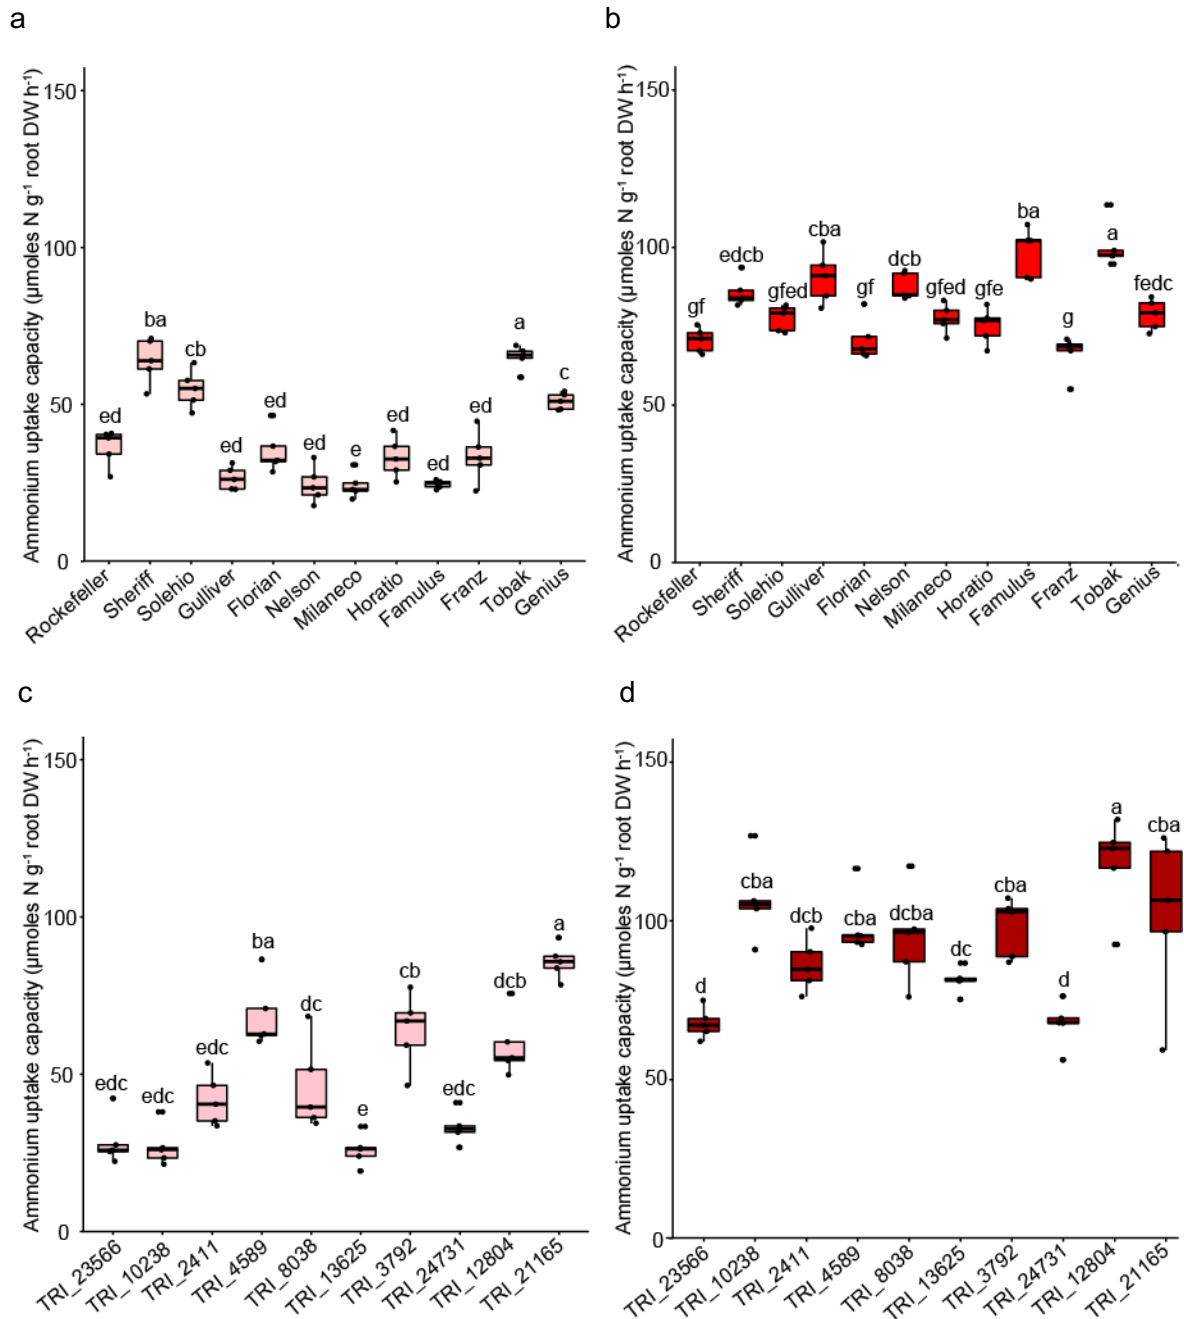 a
Ammonium uptake capacity (µmoles N g⁻¹ root DW h⁻¹)
150
100
50
0
ed
ba
cb
ed
ed
ed
e
ed
ed
ed
a
c
Rockefeller
Sheriff
Solehio
Gulliver
Florian
Nelson
Milaneco
Horatio
Famulus
Franz
Tobak
Genius
b
Ammonium uptake capacity (µmoles N g⁻¹ root DW h⁻¹)
150
100
50
0
gf
edcb
gfed
cba
gf
dcb
gfed
gfe
ba
g
a
fedc
Rockefeller
Sheriff
Solehio
Gulliver
Florian
Nelson
Milaneco
Horatio
Famulus
Franz
Tobak
Genius
c
Ammonium uptake capacity (µmoles N g⁻¹ root DW h⁻¹)
150
100
50
0
edc
edc
edc
ba
dc
e
cb
edc
dcb
a
TRI_23566
TRI_10238
TRI_2411
TRI_4589
TRI_8038
TRI_13625
TRI_3792
TRI_24731
TRI_12804
TRI_21165
d
Ammonium uptake capacity (µmoles N g⁻¹ root DW h⁻¹)
150
100
50
0
d
cba
dcb
cba
dcba
dc
cba
d
a
cba
TRI_23566
TRI_10238
TRI_2411
TRI_4589
TRI_8038
TRI_13625
TRI_3792
TRI_24731
TRI_12804
TRI_21165